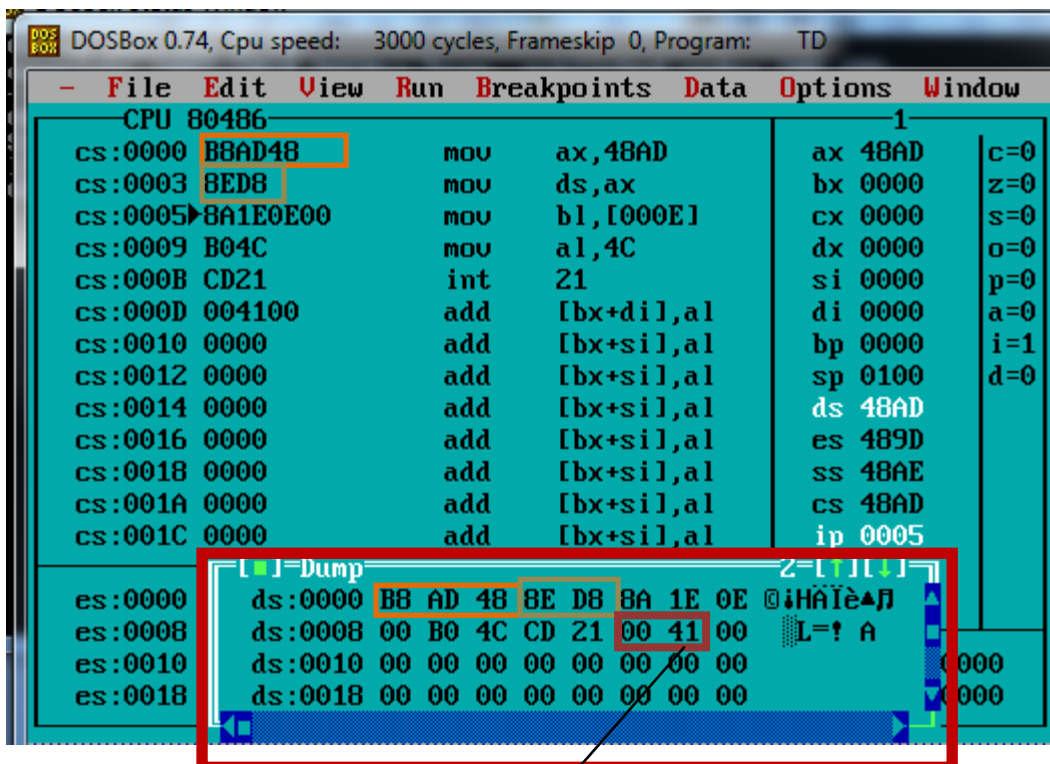 DOSBox 0.74, Cpu speed: 3000 cycles, Frameskip 0, Program: TD
- File Edit View Run Breakpoints Data Options Window
CPU 80486 1
cs:0000 B8AD48 mov ax,48AD ax 48AD c=0
cs:0003 8ED8 mov ds,ax bx 0000 z=0
cs:0005►8A1E0E00 mov bl,[000E] cx 0000 s=0
cs:0009 B04C mov al,4C dx 0000 o=0
cs:000B CD21 int 21 si 0000 p=0
cs:000D 004100 add [bx+di],al di 0000 a=0
cs:0010 0000 add [bx+si],al bp 0000 i=1
cs:0012 0000 add [bx+si],al sp 0100 d=0
cs:0014 0000 add [bx+si],al ds 48AD
cs:0016 0000 add [bx+si],al es 489D
cs:0018 0000 add [bx+si],al ss 48AE
cs:001A 0000 add [bx+si],al cs 48AD
cs:001C 0000 add [bx+si],al ip 0005
[■]=Dump 2=[↑][↓]
es:0000 ds:0000 B8 AD 48 8E D8 8A 1E 0E
es:0008 ds:0008 00 B0 4C CD 21 00 41 00 ░L=! A
es:0010 ds:0010 00 00 00 00 00 00 00 00 0000
es:0018 ds:0018 00 00 00 00 00 00 00 00 0000